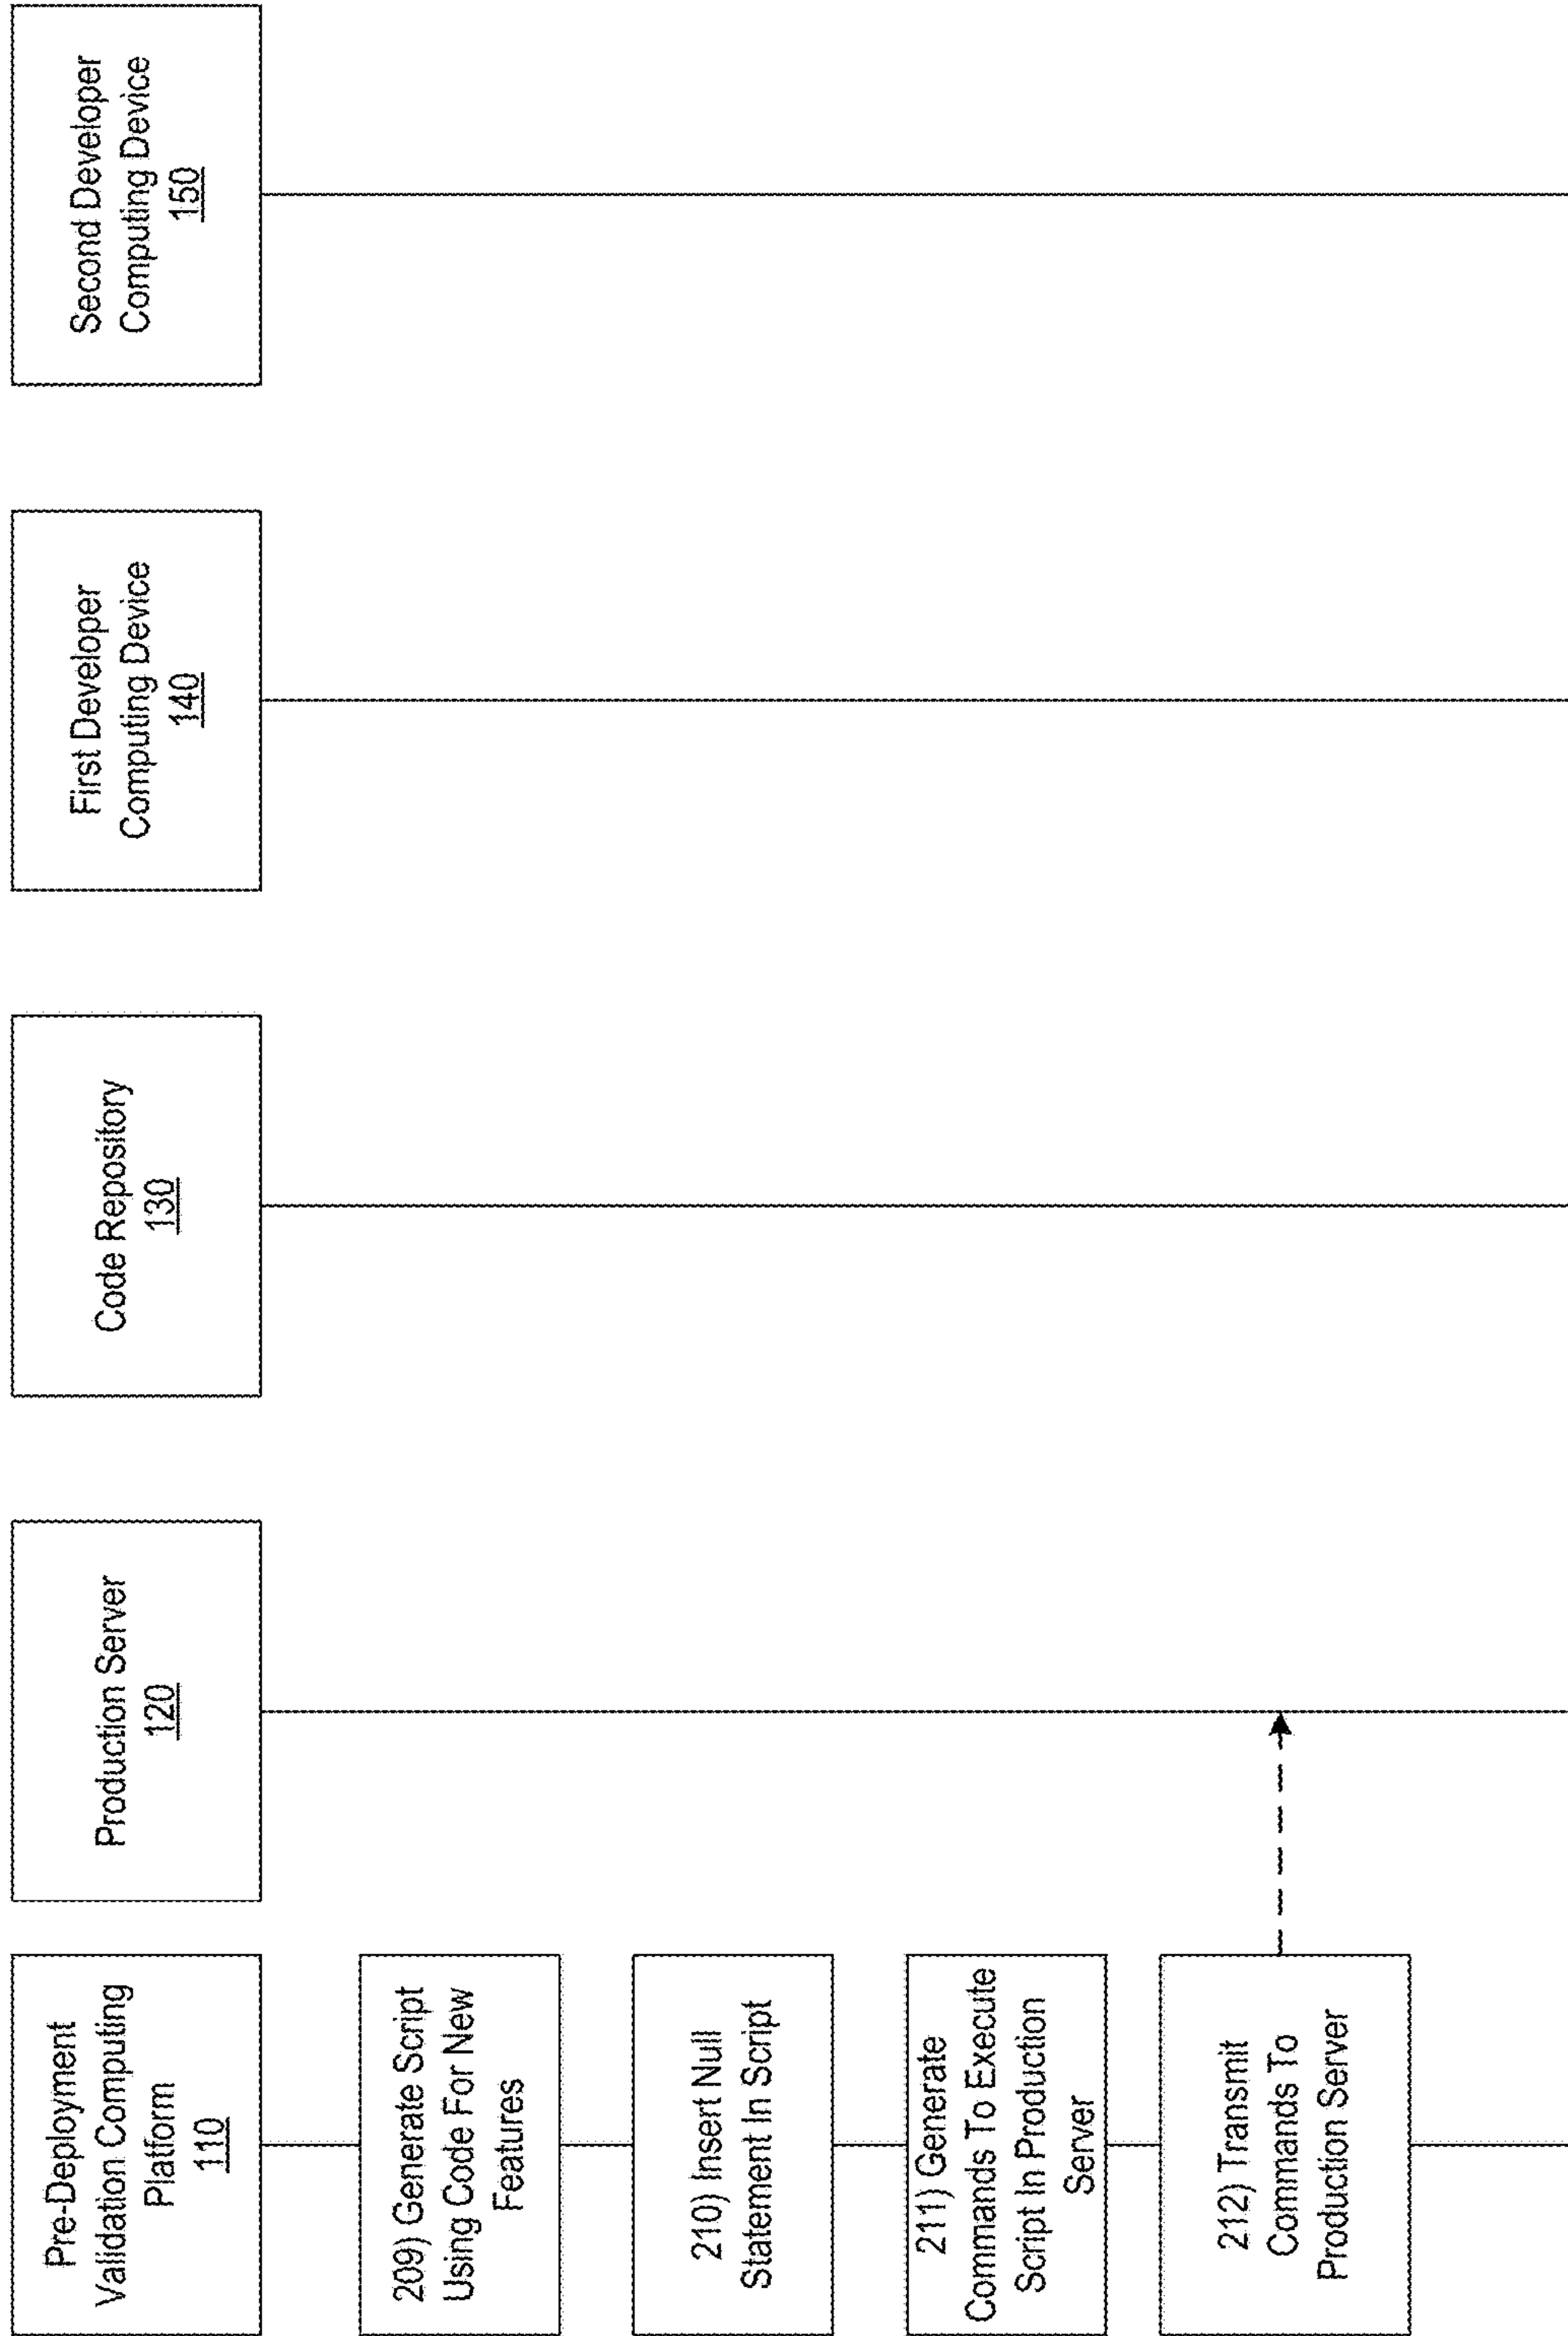 Pre-Deployment
Validation Computing
Platform
110
Production Server
120
Code Repository
130
First Developer
Computing Device
140
Second Developer
Computing Device
150
209) Generate Script
Using Code For New
Features
210) Insert Null
Statement In Script
211) Generate
Commands To Execute
Script In Production
Server
212) Transmit
Commands To
Production Server